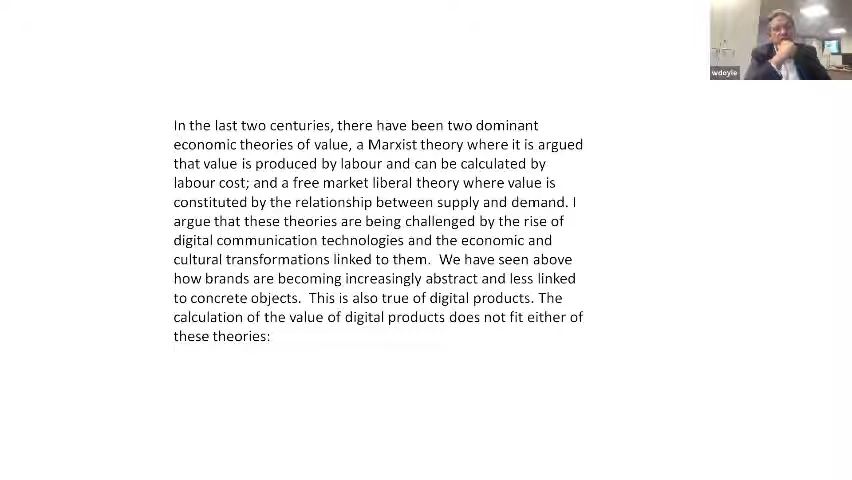 wdoyle
In the last two centuries, there have been two dominant
economic theories of value, a Marxist theory where it is argued
that value is produced by labour and can be calculated by
labour cost; and a free market liberal theory where value is
constituted by the relationship between supply and demand. I
argue that these theories are being challenged by the rise of
digital communication technologies and the economic and
cultural transformations linked to them.  We have seen above
how brands are becoming increasingly abstract and less linked
to concrete objects.  This is also true of digital products. The
calculation of the value of digital products does not fit either of
these theories: